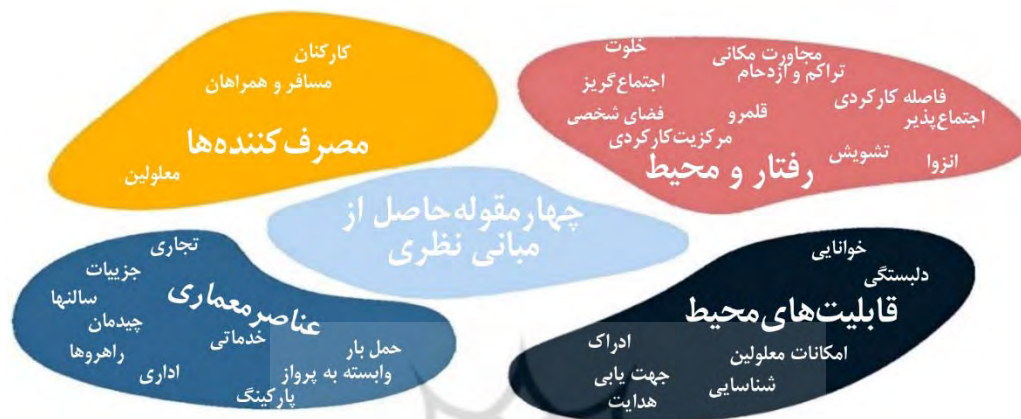 خلوت
مجاورت مکانی
تراکم و ازدحام
اجتماع‌گریز
فاصله کارکردی
فضای شخصی
قلمرو
اجتماع‌پذیر
مرکزیت‌کارکردی
تشویش
انزوا
رفتار و محیط
کارکنان
مسافر و همراهان
مصرف‌کننده‌ها
معلولین
چهار مقوله حاصل از
مبانی نظری
خوانایی
دلبستگی
قابلیت‌های محیط
ادراک
امکانات معلولین
جهت یابی
شناسایی
هدایت
تجاری
جزییات
سالنها
عناصر معماری
چیدمان
خدماتی
راهروها
حمل بار
وابسته به پرواز
اداری
پارکینگ